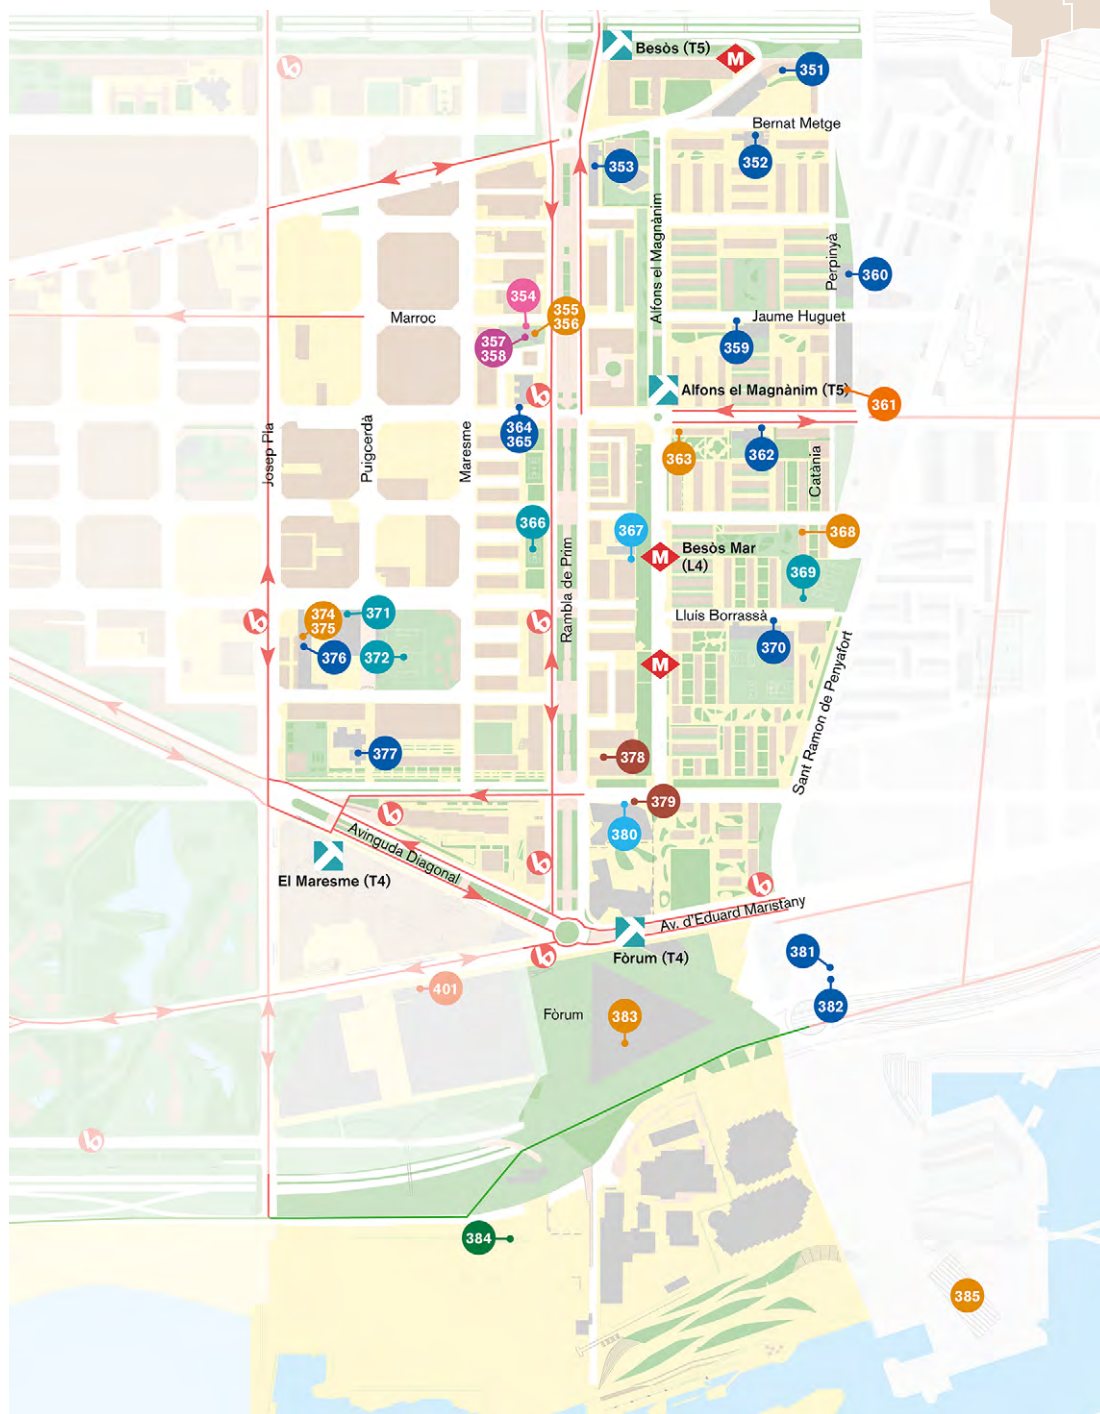 Besòs (T5)
M
351
Bernat Metge
352
353
Alfons el Magnànim
Perpinyà
360
354
355
356
Marroc
Jaume Huguet
357
358
359
Alfons el Magnànim (T5)
361
364
365
Josep Pla
Puigcerdà
Maresme
363
362
Catània
366
367
368
Rambla de Prim
M
Besòs Mar
(L4)
369
374
375
371
Lluís Borrassà
376
372
370
M
Sant Ramon de Penyafort
377
378
379
380
Avinguda Diagonal
El Maresme (T4)
Av. d'Eduard Maristany
Fòrum (T4)
381
401
382
Fòrum
383
384
385